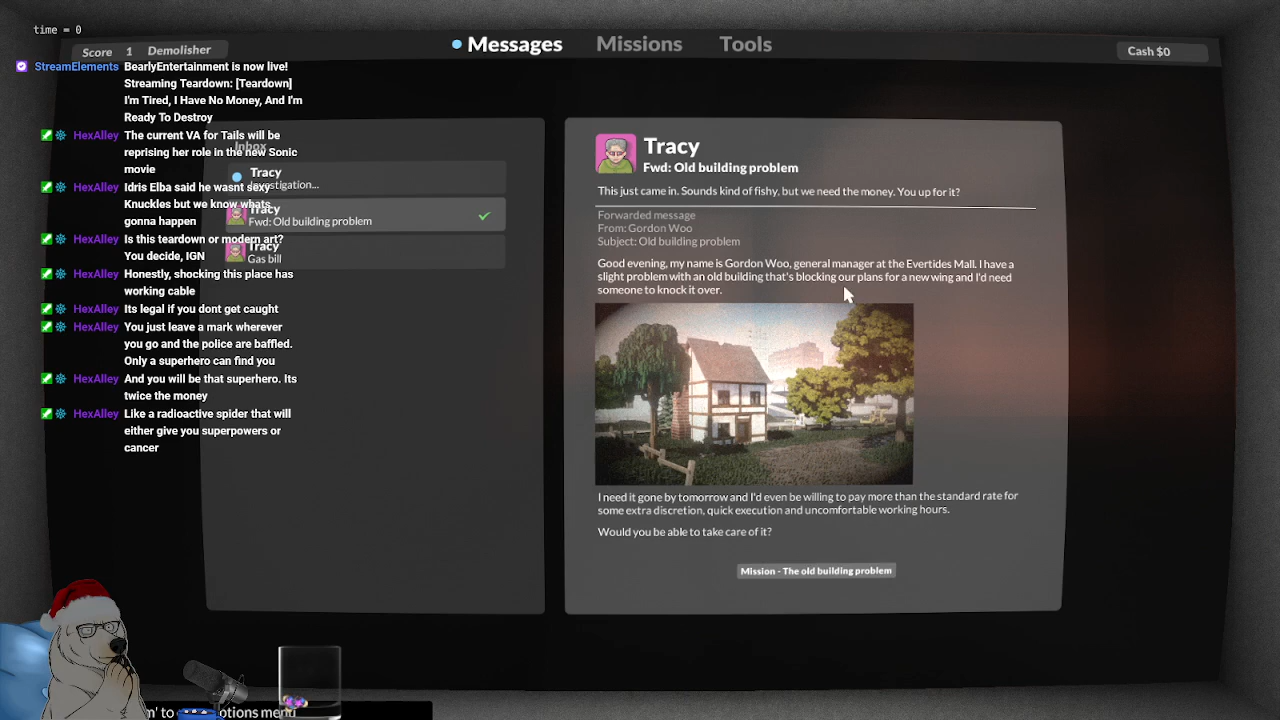 time = 0
Score 1 Demolisher
Messages Missions Tools
Cash $0
StreamElements BearlyEntertainment is now live!
Streaming Teardown: [Teardown]
I'm Tired, I Have No Money, And I'm
Ready To Destroy
HexAlley The current VA for Tails will be
reprising her role in the new Sonic
movie
HexAlley Idris Elba said he wasnt sexy
Knuckles but we know whats
gonna happen
HexAlley Is this teardown or modern art?
You decide, IGN
HexAlley Honestly, shocking this place has
working cable
HexAlley Its legal if you dont get caught
HexAlley You just leave a mark wherever
you go and the police are baffled.
Only a superhero can find you
HexAlley And you will be that superhero. Its
twice the money
HexAlley Like a radioactive spider that will
either give you superpowers or
cancer
Inbox
Tracy
Investigation...
Tracy
Fwd: Old building problem
Tracy
Gas bill
Tracy
Fwd: Old building problem
This just came in. Sounds kind of fishy, but we need the money. You up for it?
Forwarded message
From: Gordon Woo
Subject: Old building problem
Good evening, my name is Gordon Woo, general manager at the Evertides Mall. I have a
slight problem with an old building that's blocking our plans for a new wing and I'd need
someone to knock it over.
I need it gone by tomorrow and I'd even be willing to pay more than the standard rate for
some extra discretion, quick execution and uncomfortable working hours.
Would you be able to take care of it?
Mission - The old building problem
to otions menu